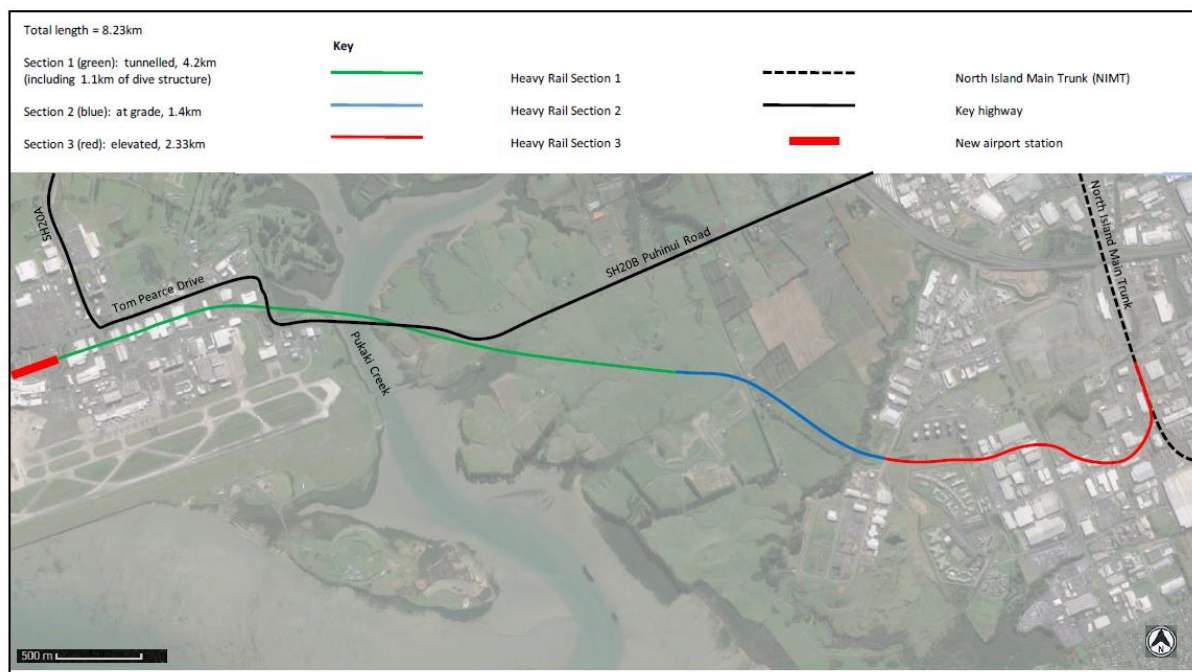 Total length = 8.23km
Section 1 (green): tunnelled, 4.2km
(including 1.1km of dive structure)
Section 2 (blue): at grade, 1.4km
Section 3 (red): elevated, 2.33km
Key
Heavy Rail Section 1
Heavy Rail Section 2
Heavy Rail Section 3
North Island Main Trunk (NIMT)
Key highway
New airport station
SH20A
Tom Pearce Drive
Pukaki Creek
SH20B Puhinui Road
North Island Main Trunk
500 m
N